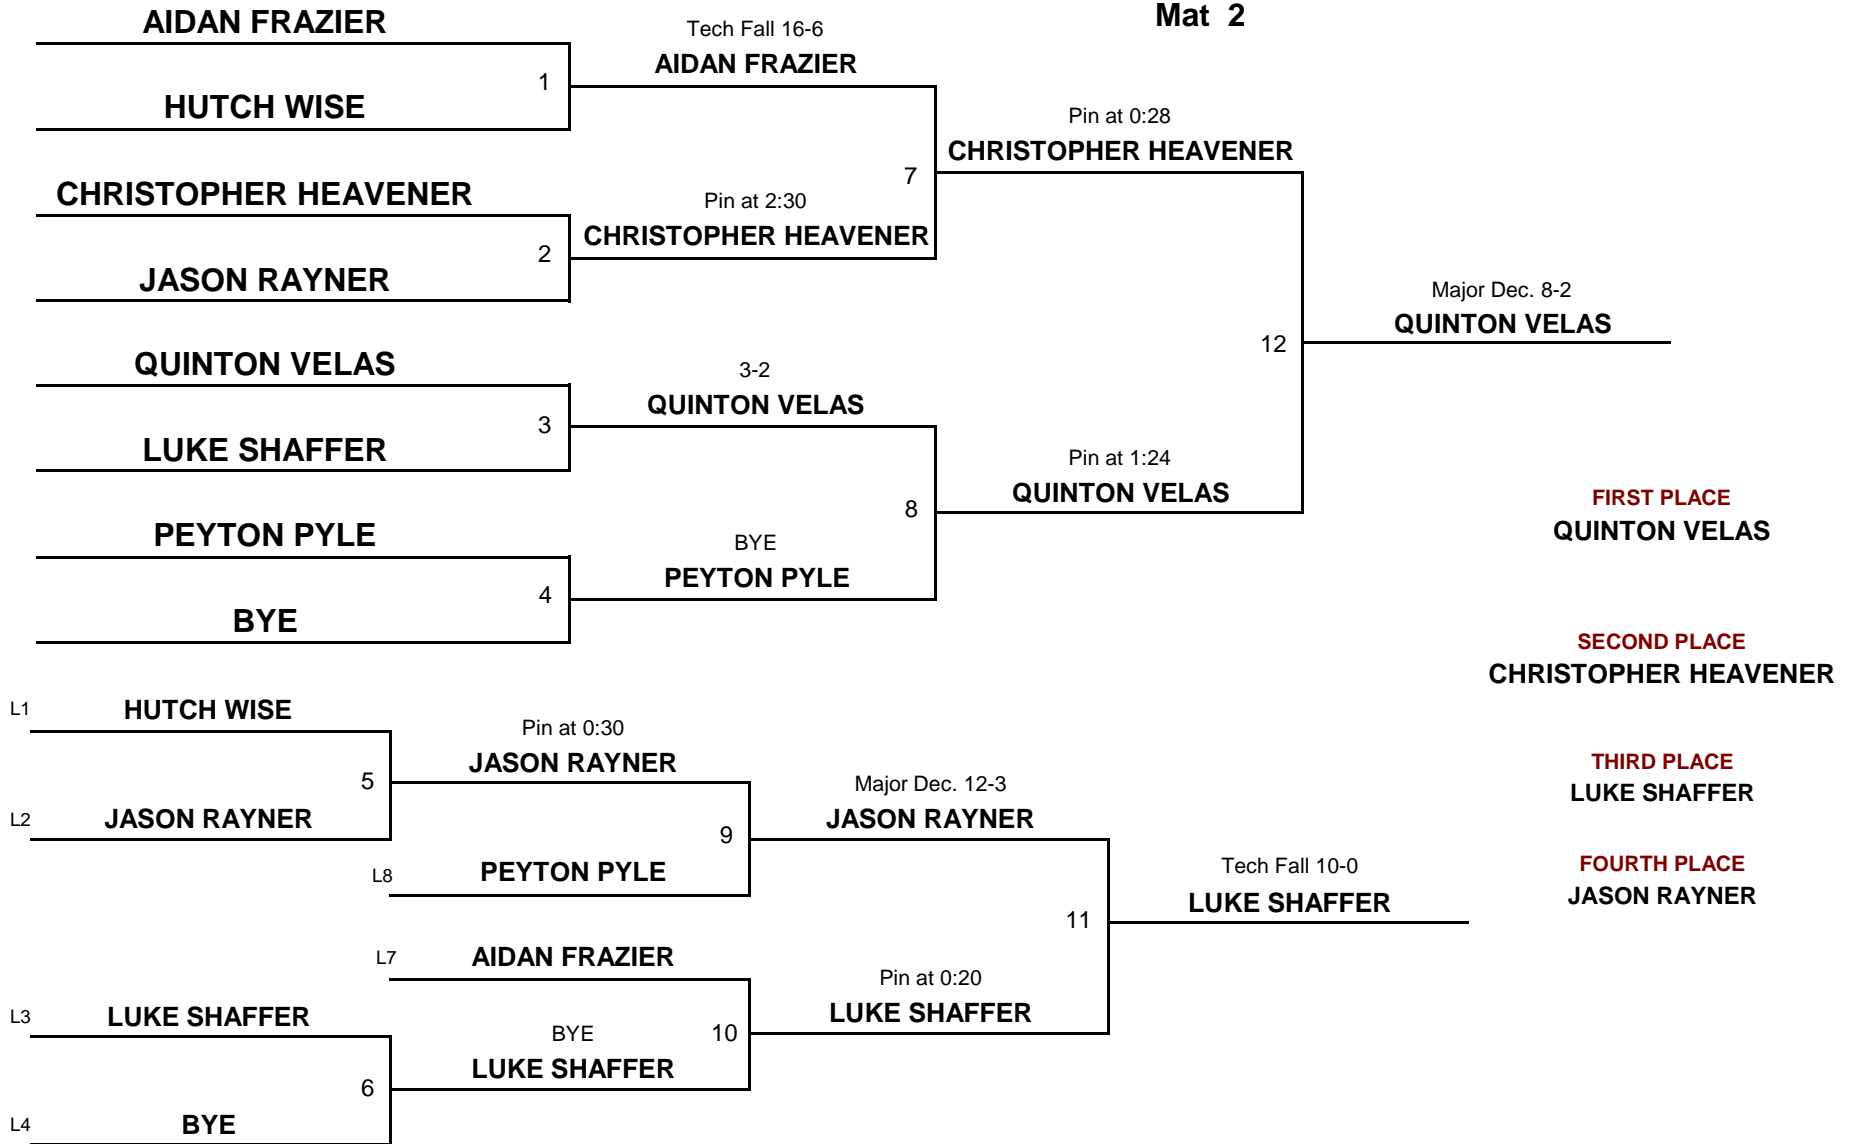 Mat 2
AIDAN FRAZIER
Tech Fall 16-6
AIDAN FRAZIER
1
HUTCH WISE
Pin at 0:28
CHRISTOPHER HEAVENER
7
CHRISTOPHER HEAVENER
Pin at 2:30
CHRISTOPHER HEAVENER
2
JASON RAYNER
Major Dec. 8-2
QUINTON VELAS
12
QUINTON VELAS
3-2
QUINTON VELAS
3
LUKE SHAFFER
Pin at 1:24
QUINTON VELAS
8
PEYTON PYLE
BYE
PEYTON PYLE
4
BYE
FIRST PLACE
QUINTON VELAS
SECOND PLACE
CHRISTOPHER HEAVENER
THIRD PLACE
LUKE SHAFFER
FOURTH PLACE
JASON RAYNER
L1
HUTCH WISE
Pin at 0:30
JASON RAYNER
5
L2
JASON RAYNER
Major Dec. 12-3
JASON RAYNER
9
L8
PEYTON PYLE
Tech Fall 10-0
LUKE SHAFFER
11
L7
AIDAN FRAZIER
Pin at 0:20
LUKE SHAFFER
L3
LUKE SHAFFER
BYE
LUKE SHAFFER
10
6
L4
BYE